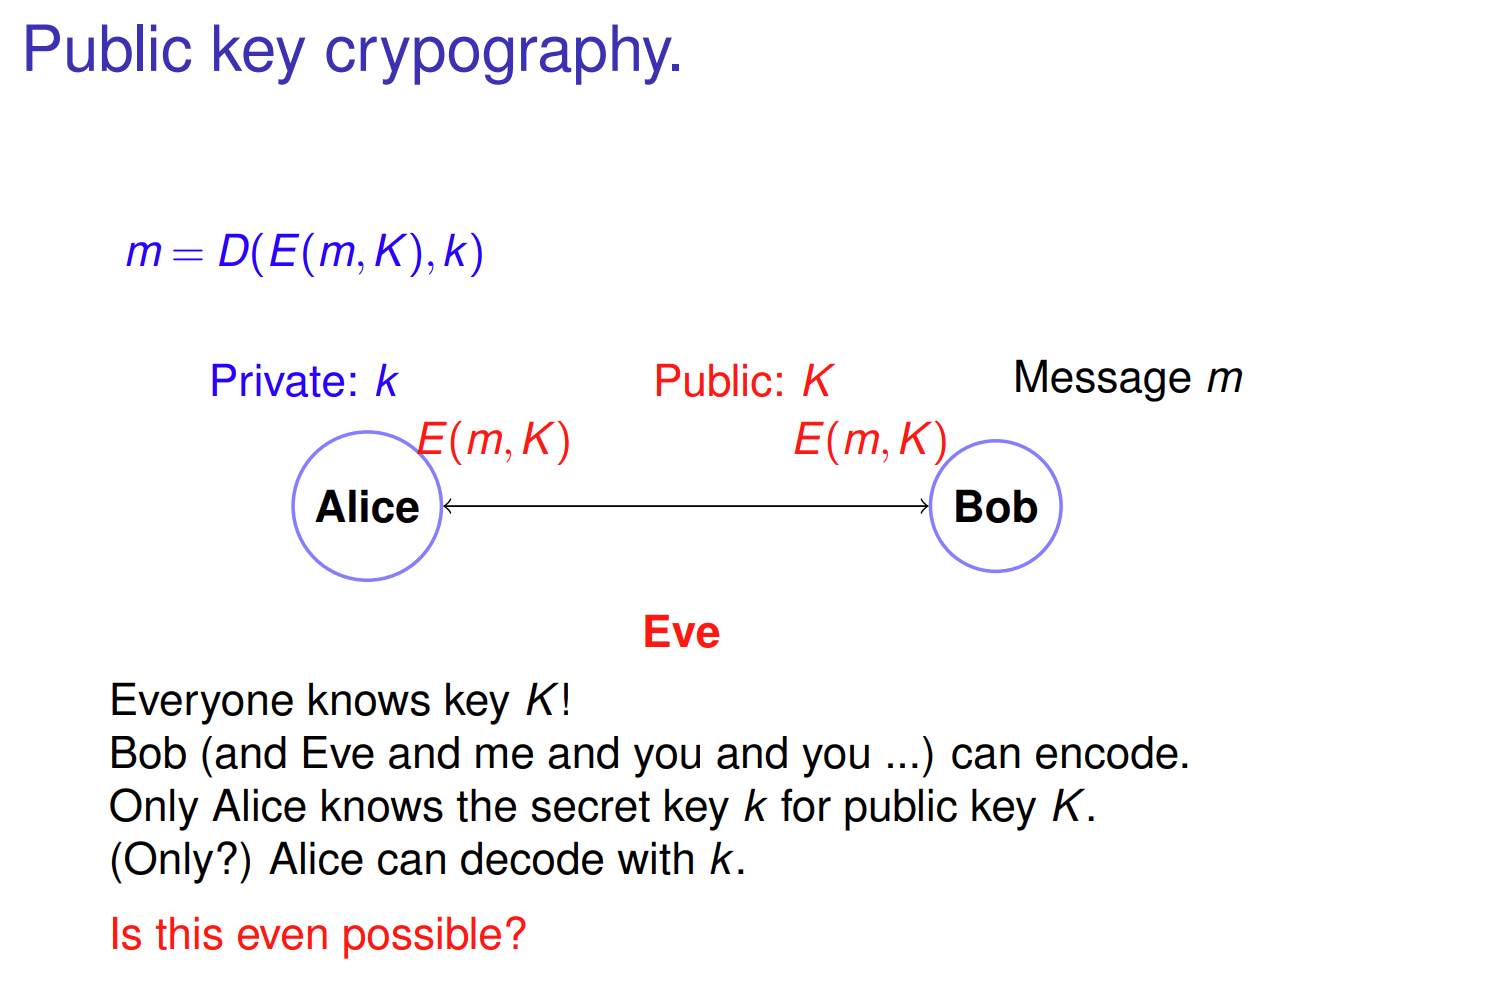 Public key crypography.
m = D(E(m,K),k)
Private: k
Public: K
Message m
E(m,K)
E(m,K)
Alice
Bob
Eve
Everyone knows key K!
Bob (and Eve and me and you and you ...) can encode.
Only Alice knows the secret key k for public key K.
(Only?) Alice can decode with k.
Is this even possible?